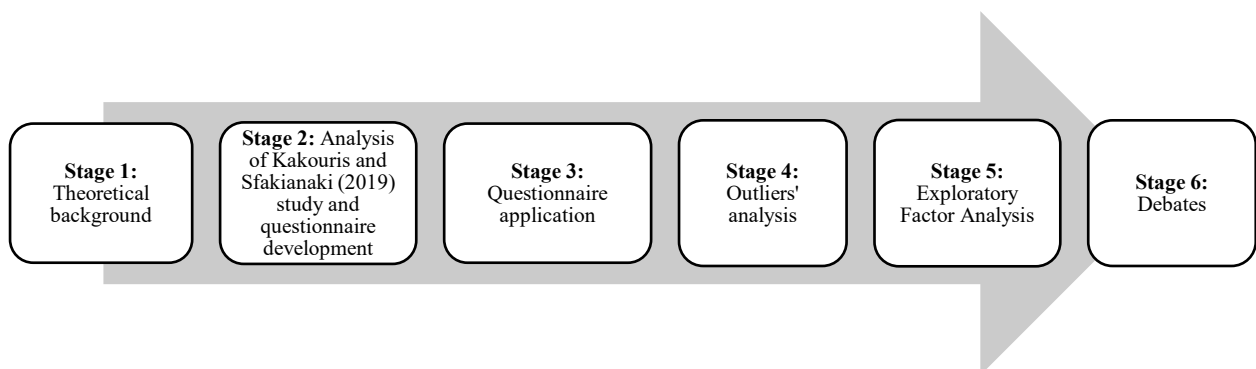 Stage 1:
Theoretical
background
Stage 2: Analysis
of Kakouris and
Sfakianaki (2019)
study and
questionnaire
development
Stage 3:
Questionnaire
application
Stage 4:
Outliers'
analysis
Stage 5:
Exploratory
Factor Analysis
Stage 6:
Debates